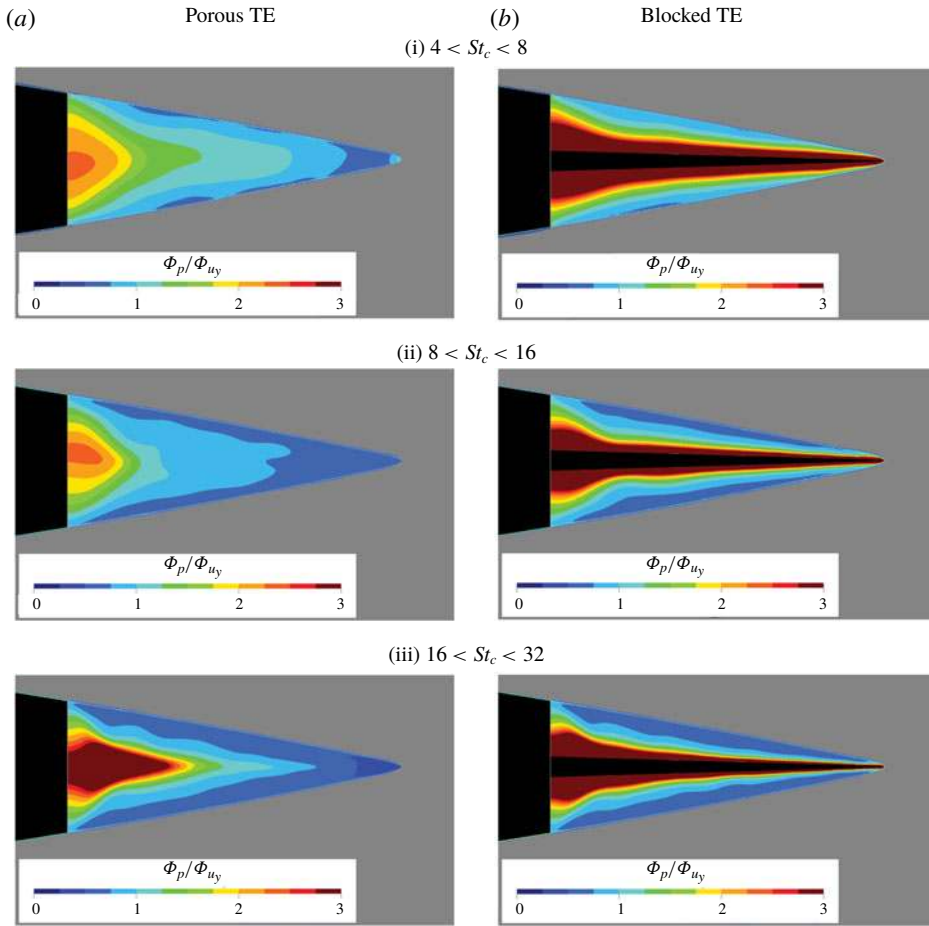 (a) Porous TE (b) Blocked TE
(i) 4 < St_c < 8
Φ_p/Φ_{u_y} Φ_p/Φ_{u_y}
0 1 2 3 0 1 2 3
(ii) 8 < St_c < 16
Φ_p/Φ_{u_y} Φ_p/Φ_{u_y}
0 1 2 3 0 1 2 3
(iii) 16 < St_c < 32
Φ_p/Φ_{u_y} Φ_p/Φ_{u_y}
0 1 2 3 0 1 2 3